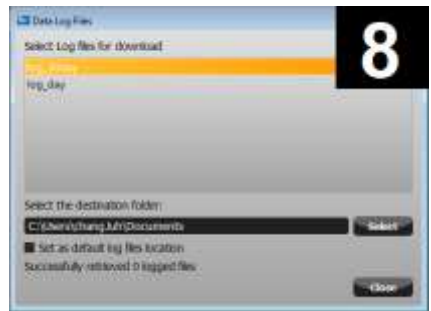 Data Log Files
8
Select Log files for download
log_day
Select the destination folder:
Select
Set as default log files location
Successfully retrieved 0 logged files
Close